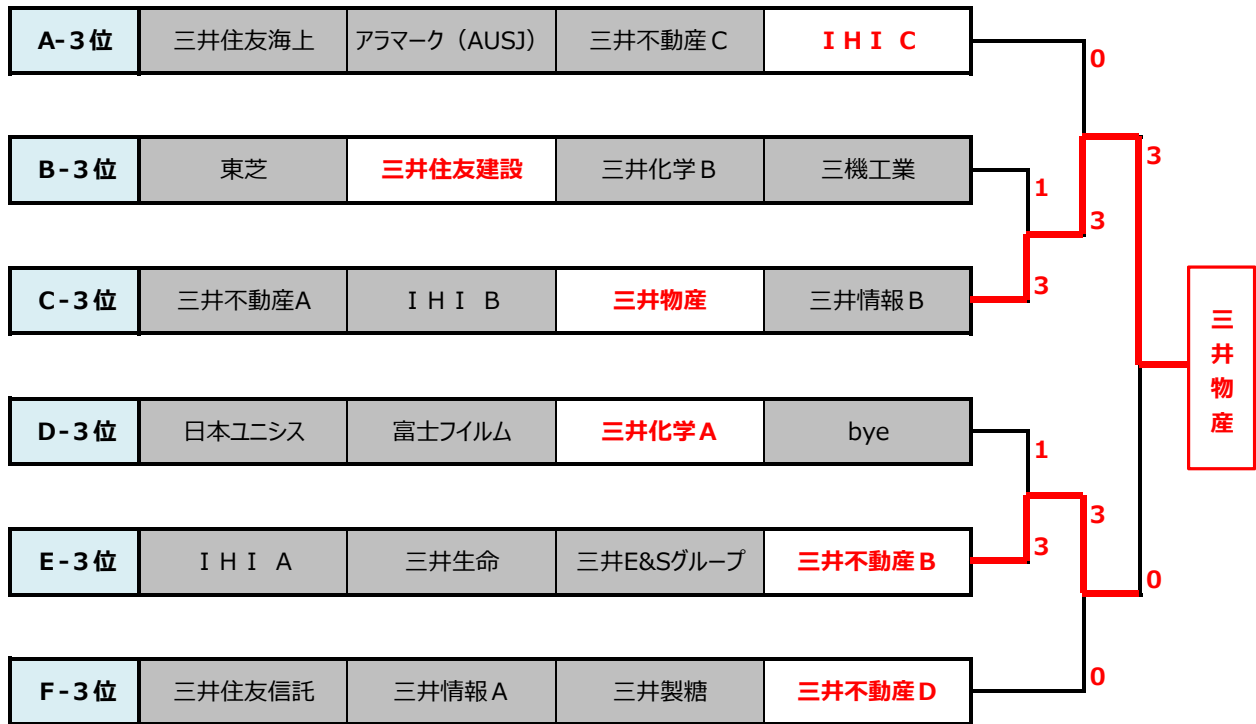 A-3位 三井住友海上 アラマーク（AUSJ） 三井不動産C ＩＨＩ C
0
B-3位 東芝 三井住友建設 三井化学B 三機工業
3
1
3
C-3位 三井不動産A ＩＨＩ B 三井物産 三井情報B
3
三井物産
D-3位 日本ユニシス 富士フイルム 三井化学A bye
1
3
E-3位 ＩＨＩ A 三井生命 三井E&Sグループ 三井不動産B
3
0
F-3位 三井住友信託 三井情報A 三井製糖 三井不動産D
0